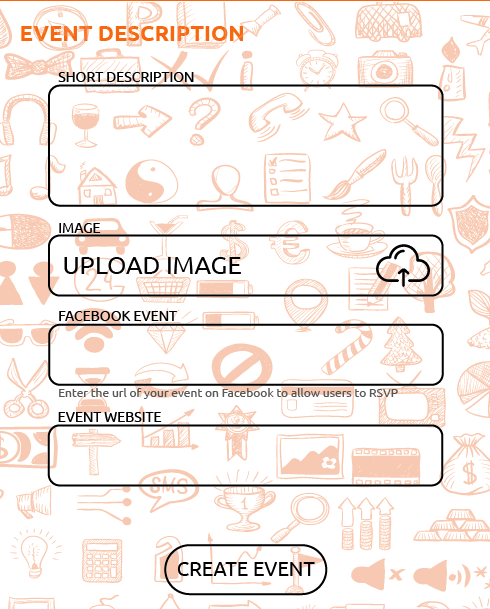 EVENT DESCRIPTION
SHORT DESCRIPTION
IMAGE
UPLOAD IMAGE
FACEBOOK EVENT
Enter the url of your event on Facebook to allow users to RSVP
EVENT WEBSITE
SMS
CREATE EVENT